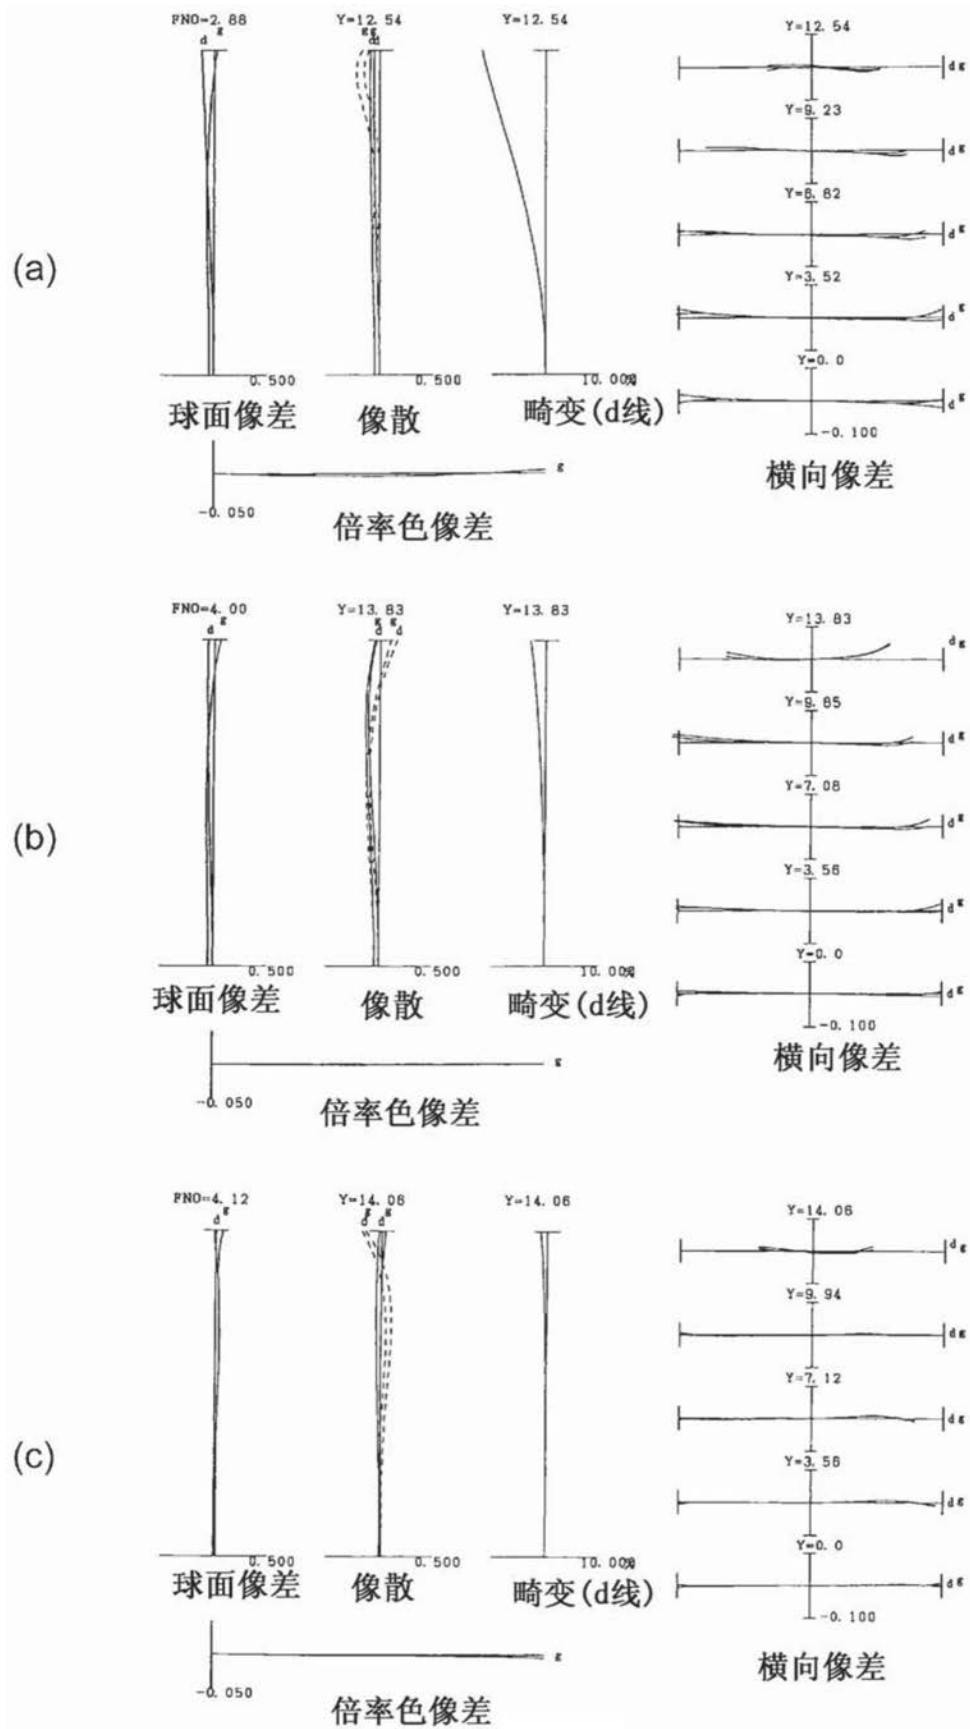 (a)
FNO=2.88
d g
Y=12.54
g g
d d
Y=12.54
0.500
0.500
10.000%
球面像差
像散
畸变(d线)
g
-0.050
倍率色像差
Y=12.54
d g
Y=9.23
d g
Y=6.62
d g
Y=3.52
d g
Y=0.0
d g
-0.100
横向像差
(b)
FNO=4.00
d g
Y=13.83
g g
d d
Y=13.83
0.500
0.500
10.000%
球面像差
像散
畸变(d线)
g
-0.050
倍率色像差
Y=13.83
d g
Y=9.85
d g
Y=7.08
d g
Y=3.56
d g
Y=0.0
d g
-0.100
横向像差
(c)
FNO=4.12
d g
Y=14.06
g g
d d
Y=14.06
0.500
0.500
10.000%
球面像差
像散
畸变(d线)
g
-0.050
倍率色像差
Y=14.06
d g
Y=9.94
d g
Y=7.12
d g
Y=3.56
d g
Y=0.0
d g
-0.100
横向像差